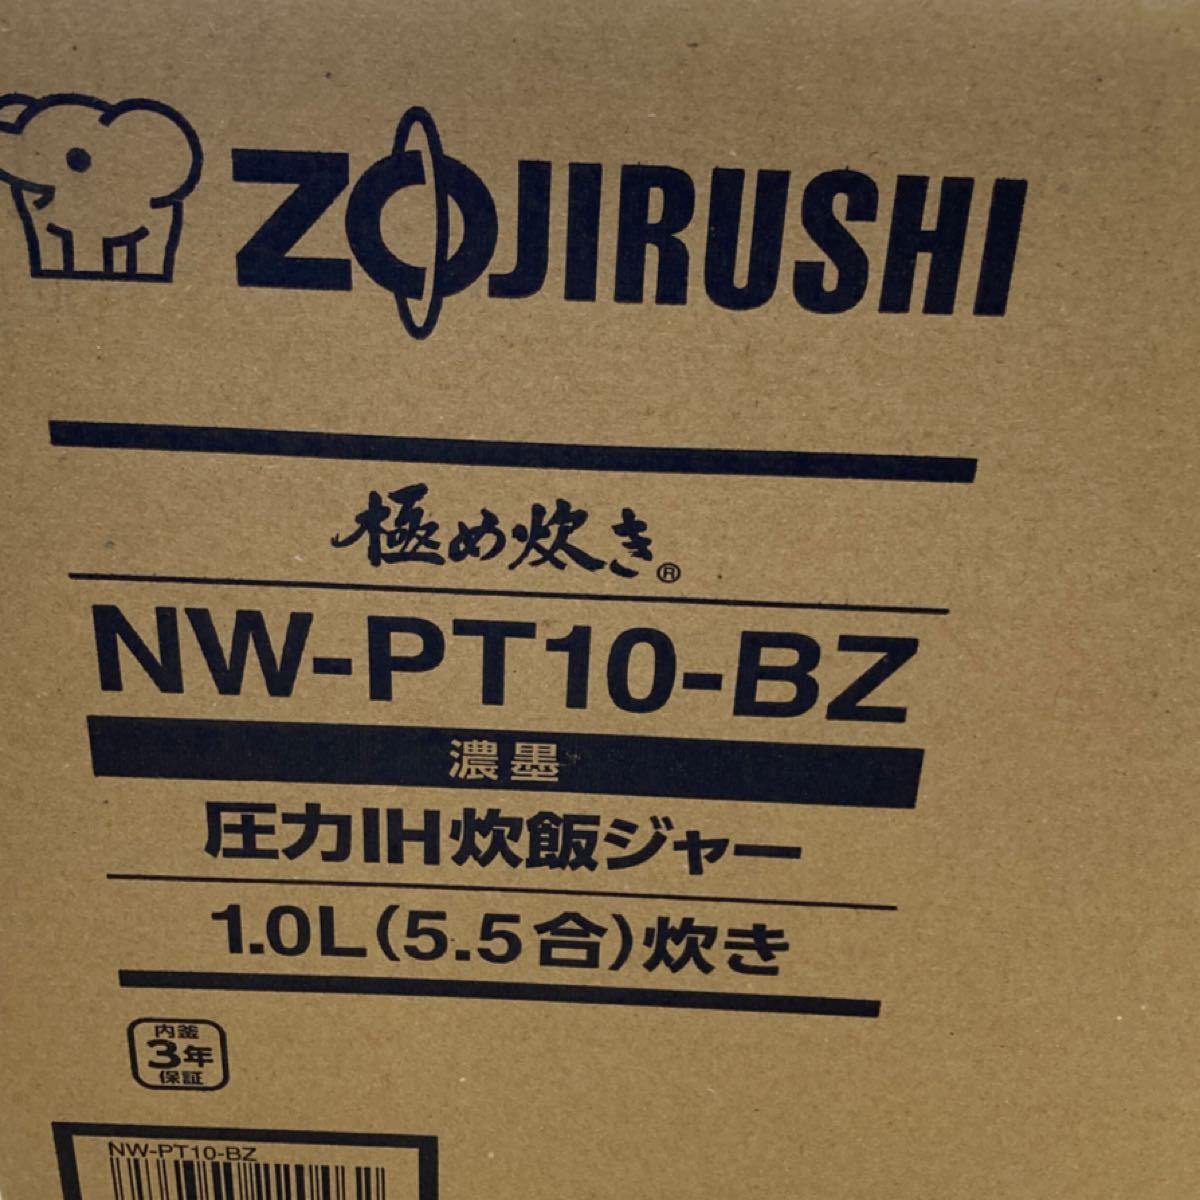 ZOJIRUSHI
極め炊き®
NW-PT10-BZ
濃墨
圧力IH炊飯ジャー
1.0L(5.5合)炊き
内釜
3年
保証
NW-PT10-BZ